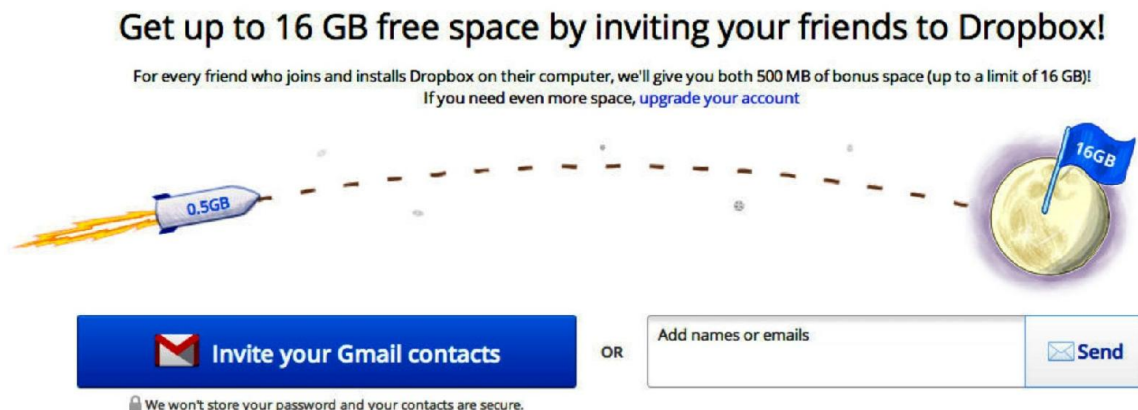 Get up to 16 GB free space by inviting your friends to Dropbox!
For every friend who joins and installs Dropbox on their computer, we'll give you both 500 MB of bonus space (up to a limit of 16 GB)!
If you need even more space, upgrade your account
16GB
0.5GB
Invite your Gmail contacts
OR
Add names or emails
Send
We won't store your password and your contacts are secure.